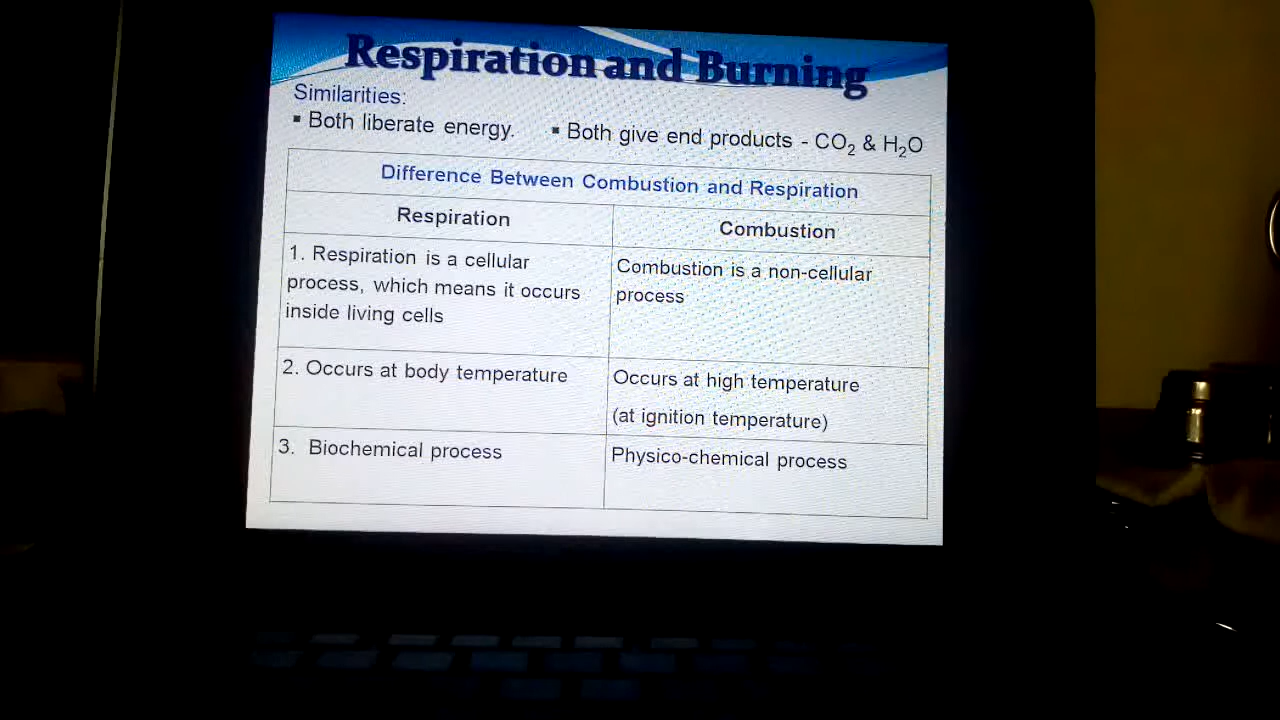 Respiration and Burning
Similarities:
▪ Both liberate energy. ▪ Both give end products - CO₂ & H₂O
Difference Between Combustion and Respiration
Respiration
Combustion
1. Respiration is a cellular
process, which means it occurs
inside living cells
Combustion is a non-cellular
process
2. Occurs at body temperature
Occurs at high temperature
(at ignition temperature)
3. Biochemical process
Physico-chemical process